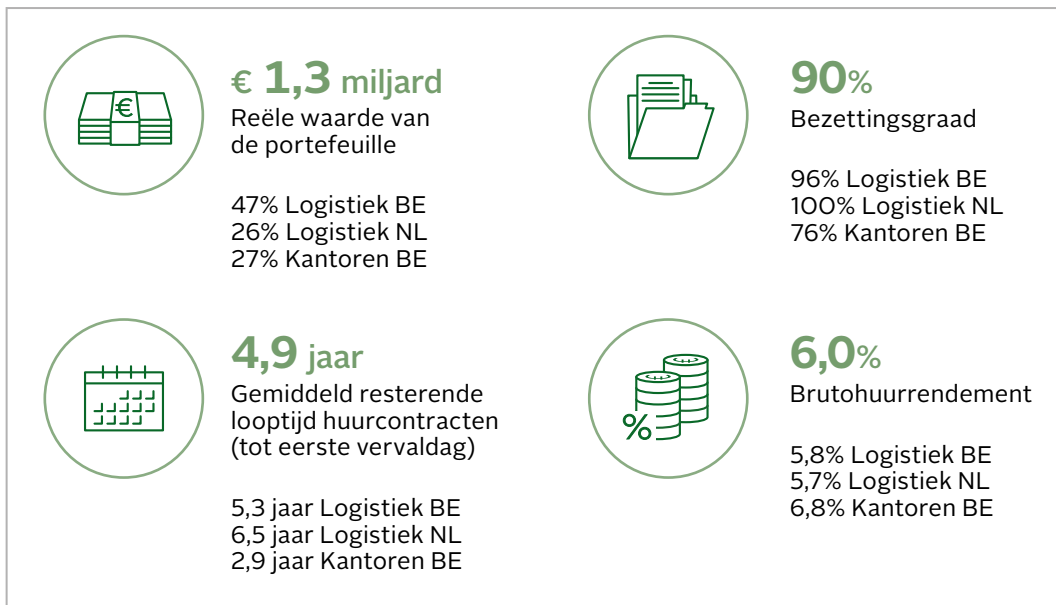 € 1,3 miljard
Reële waarde van
de portefeuille
47% Logistiek BE
26% Logistiek NL
27% Kantoren BE
90%
Bezettingsgraad
96% Logistiek BE
100% Logistiek NL
76% Kantoren BE
4,9 jaar
Gemiddeld resterende
looptijd huurcontracten
(tot eerste vervaldag)
5,3 jaar Logistiek BE
6,5 jaar Logistiek NL
2,9 jaar Kantoren BE
%
6,0%
Brutohuurrendement
5,8% Logistiek BE
5,7% Logistiek NL
6,8% Kantoren BE